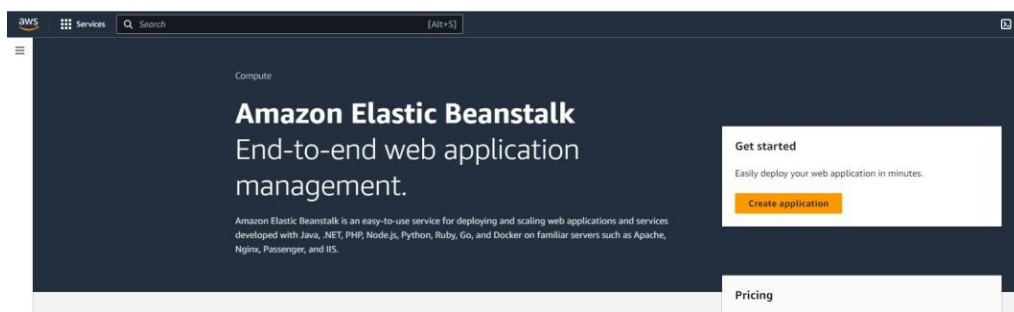 aws
Services
Search
[Alt+S]
Compute
Amazon Elastic Beanstalk
End-to-end web application
management.
Amazon Elastic Beanstalk is an easy-to-use service for deploying and scaling web applications and services
developed with Java, .NET, PHP, Node.js, Python, Ruby, Go, and Docker on familiar servers such as Apache,
Nginx, Passenger, and IIS.
Get started
Easily deploy your web application in minutes.
Create application
Pricing